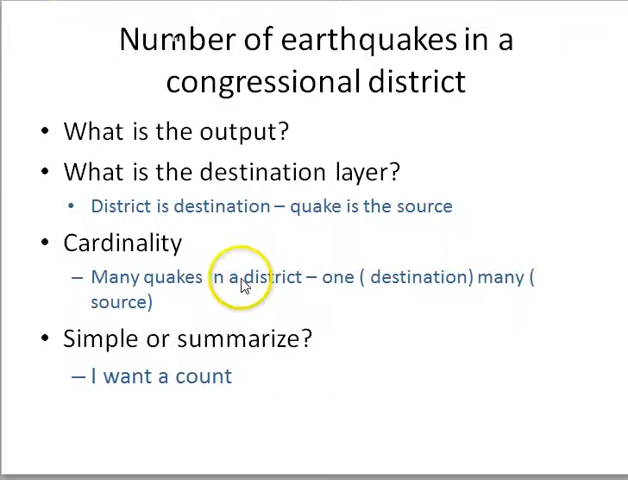 Number of earthquakes in a
congressional district
• What is the output?
• What is the destination layer?
• District is destination – quake is the source
• Cardinality
– Many quakes in a district – one ( destination) many (
source)
• Simple or summarize?
– I want a count